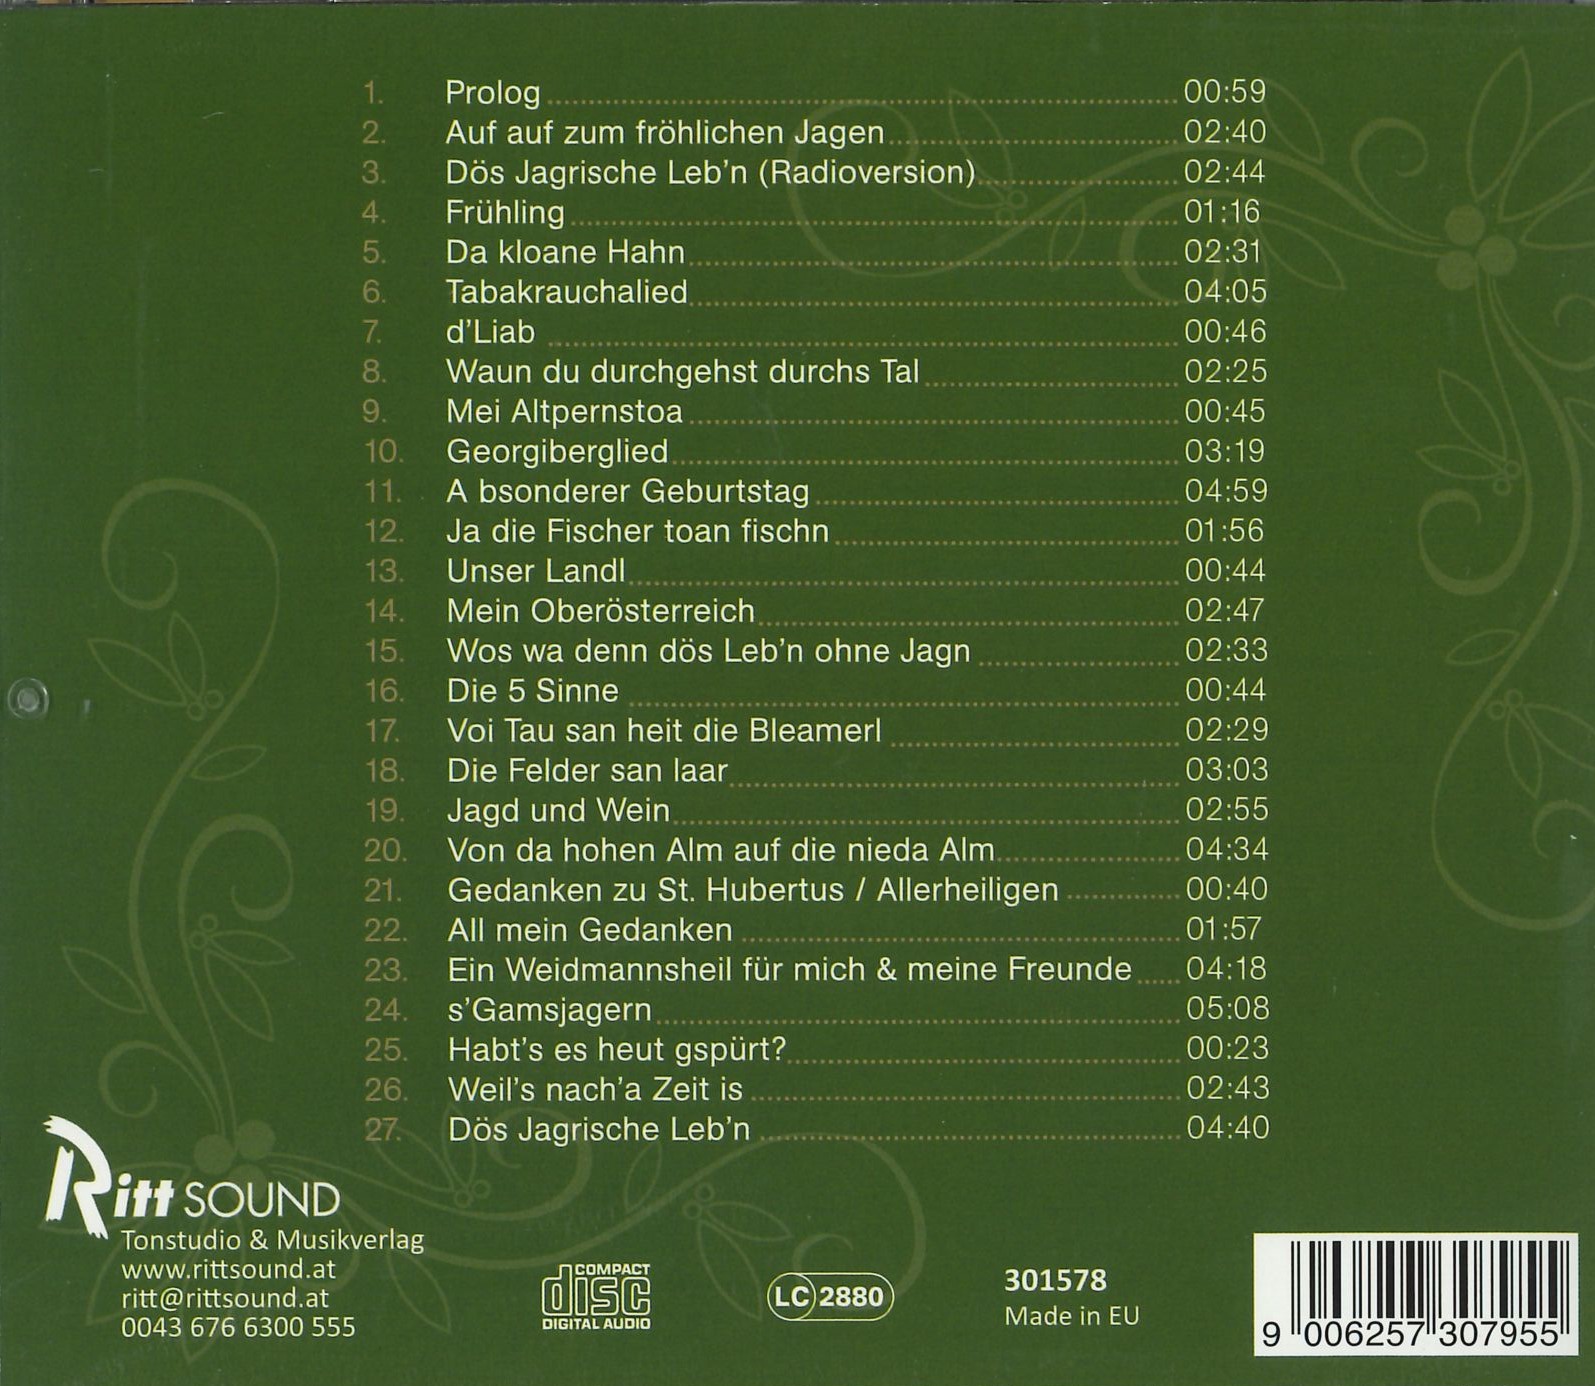 1. Prolog 00:59
2. Auf auf zum fröhlichen Jagen 02:40
3. Dös Jagrische Leb'n (Radioversion) 02:44
4. Frühling 01:16
5. Da kloane Hahn 02:31
6. Tabakrauchalied 04:05
7. d'Liab 00:46
8. Waun du durchgehst durchs Tal 02:25
9. Mei Altpernstoa 00:45
10. Georgiberglied 03:19
11. A bsonderer Geburtstag 04:59
12. Ja die Fischer toan fischn 01:56
13. Unser Landl 00:44
14. Mein Oberösterreich 02:47
15. Wos wa denn dös Leb'n ohne Jagn 02:33
16. Die 5 Sinne 00:44
17. Voi Tau san heit die Bleamerl 02:29
18. Die Felder san laar 03:03
19. Jagd und Wein 02:55
20. Von da hohen Alm auf die nieda Alm 04:34
21. Gedanken zu St. Hubertus / Allerheiligen 00:40
22. All mein Gedanken 01:57
23. Ein Weidmannsheil für mich & meine Freunde 04:18
24. s'Gamsjagern 05:08
25. Habt's es heut gspürt? 00:23
26. Weil's nach'a Zeit is 02:43
27. Dös Jagrische Leb'n 04:40
Ritt SOUND
Tonstudio & Musikverlag
www.rittsound.at
ritt@rittsound.at
0043 676 6300 555
COMPACT
disc
DIGITAL AUDIO
LC 2880
301578
Made in EU
9 006257 307955